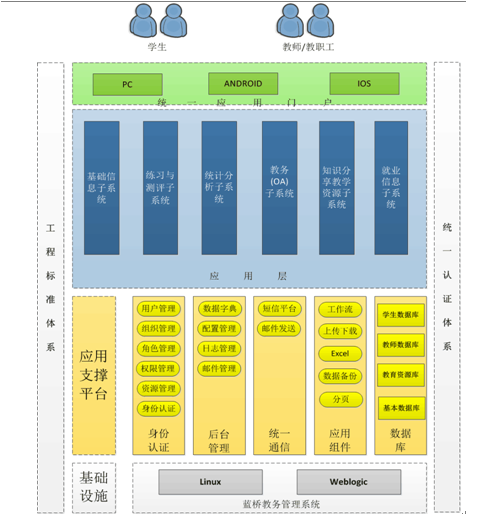 学生
教师/教职工
PC
ANDROID
IOS
统一应用门户
基础信
息子系
统
练习与
测评子
系统
统计分
析子系
统
教务
(OA)
子系统
知识分
享教学
资源子
系统
就业
信息
子系
统
应用层
工程标准体系
统一认证体系
应用
支撑
平台
用户管理
组织管理
角色管理
权限管理
资源管理
身份认证
身份
认证
数据字典
配置管理
日志管理
邮件管理
后台
管理
短信平台
邮件发送
统一
通信
工作流
上传下载
Excel
数据备份
分页
应用
组件
学生数据库
教师数据库
教育资源库
基本数据库
数据
库
基础
设施
Linux
Weblogic
蓝桥教务管理系统